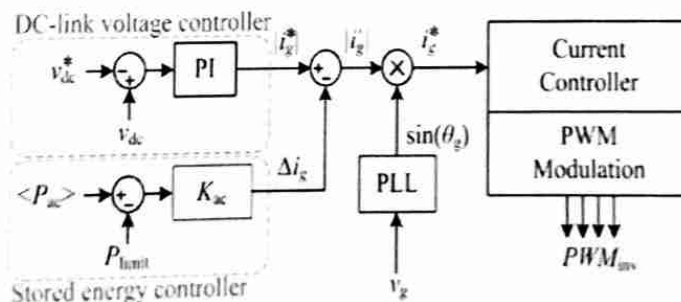 DC-link voltage controller
v*dc
PI
|i*g|
|i''g|
i*g
Current
Controller
vdc
sin(θg)
PWM
Modulation
<Pac>
Kac
Δig
PLL
Plimit
PWMinv
vg
Stored energy controller